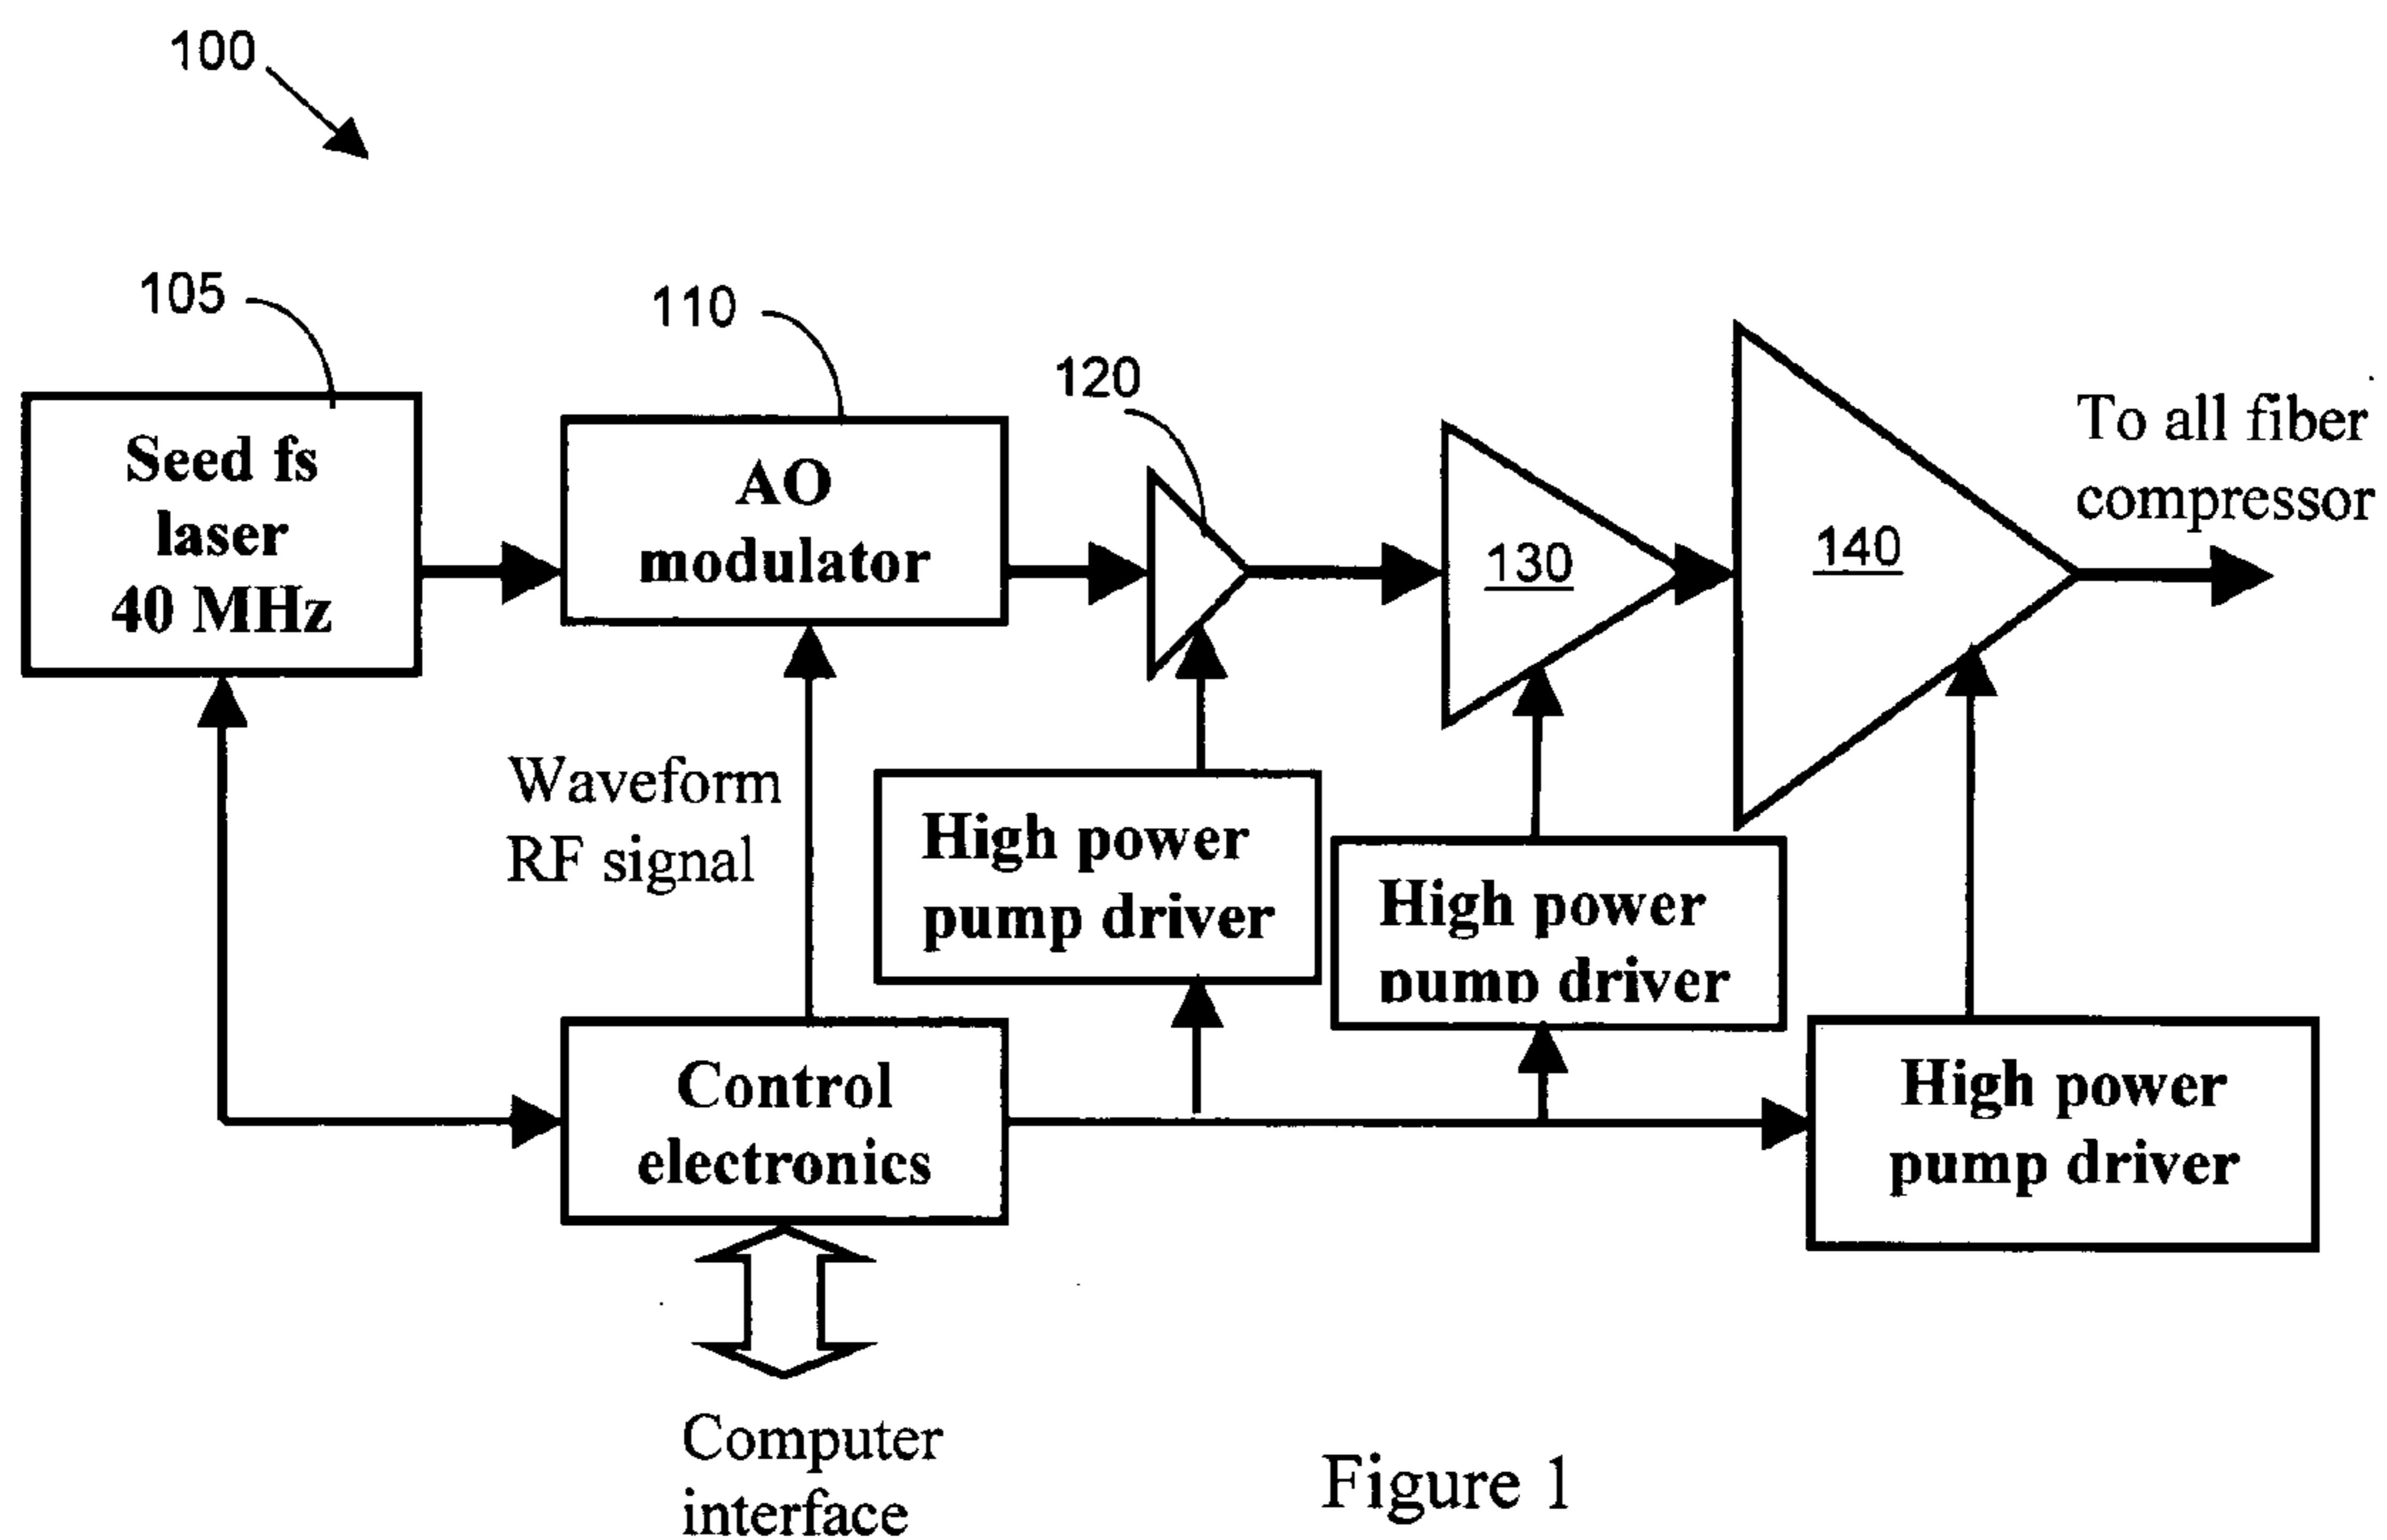 100
105
110
120
Seed fs
laser
40 MHz
AO
modulator
130
140
To all fiber
compressor
Waveform
RF signal
High power
pump driver
High power
pump driver
Control
electronics
High power
pump driver
Computer
interface
Figure 1